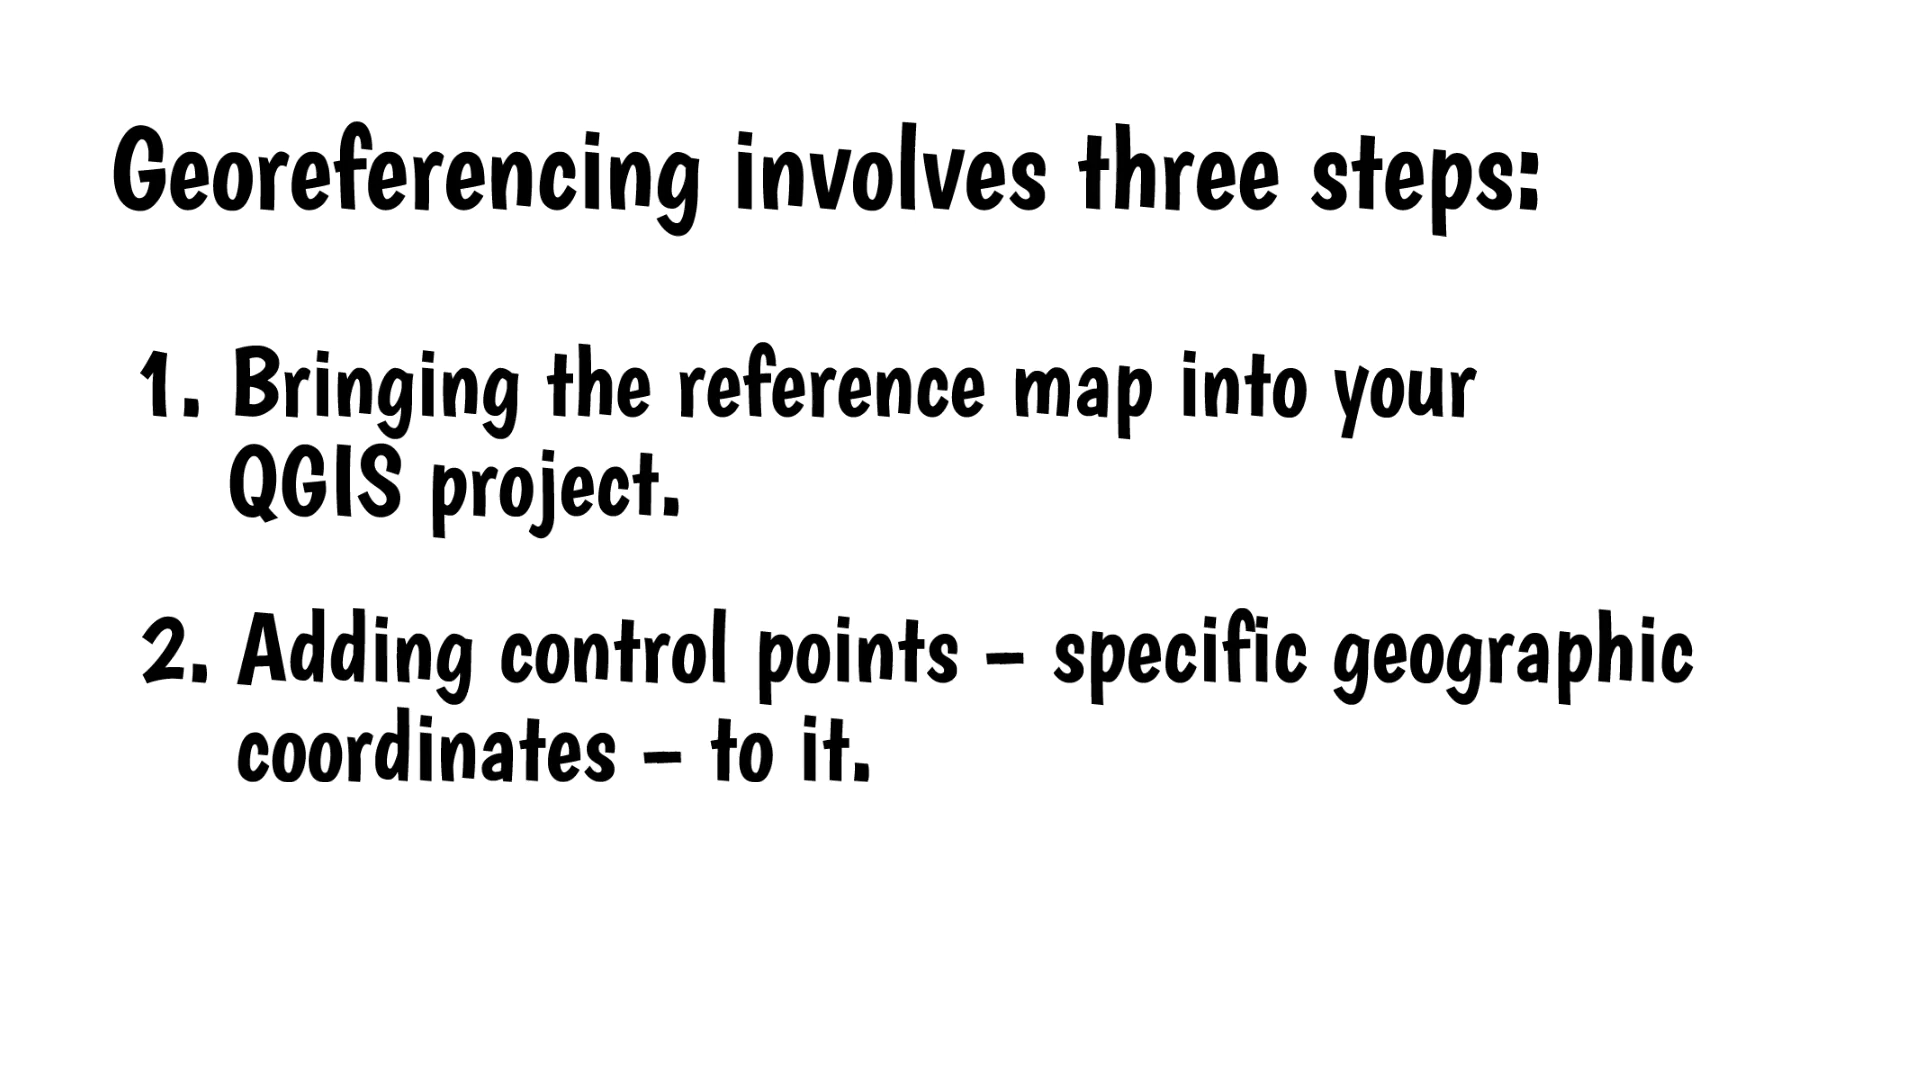 Georeferencing involves three steps:
1. Bringing the reference map into your
QGIS project.
2. Adding control points – specific geographic
coordinates – to it.